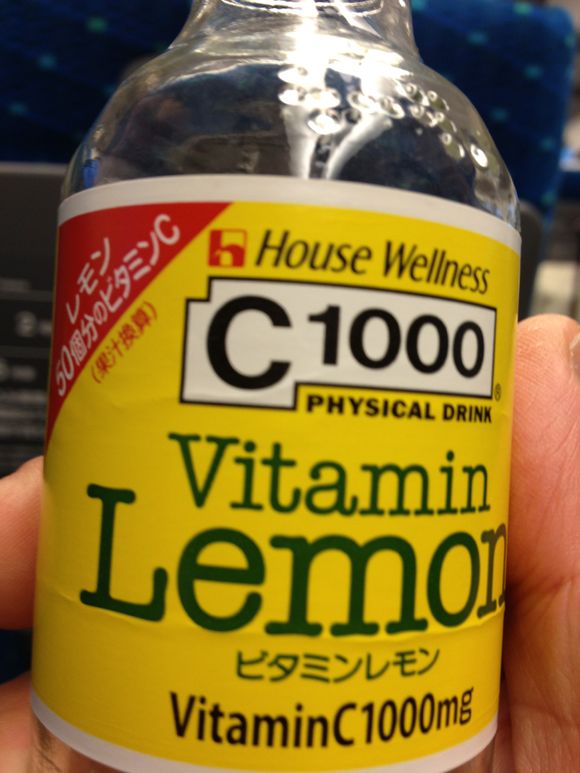 レモン
50個分のビタミンC
(果汁換算)
House Wellness
C1000
PHYSICAL DRINK
Vitamin
Lemon
ビタミンレモン
VitaminC1000mg